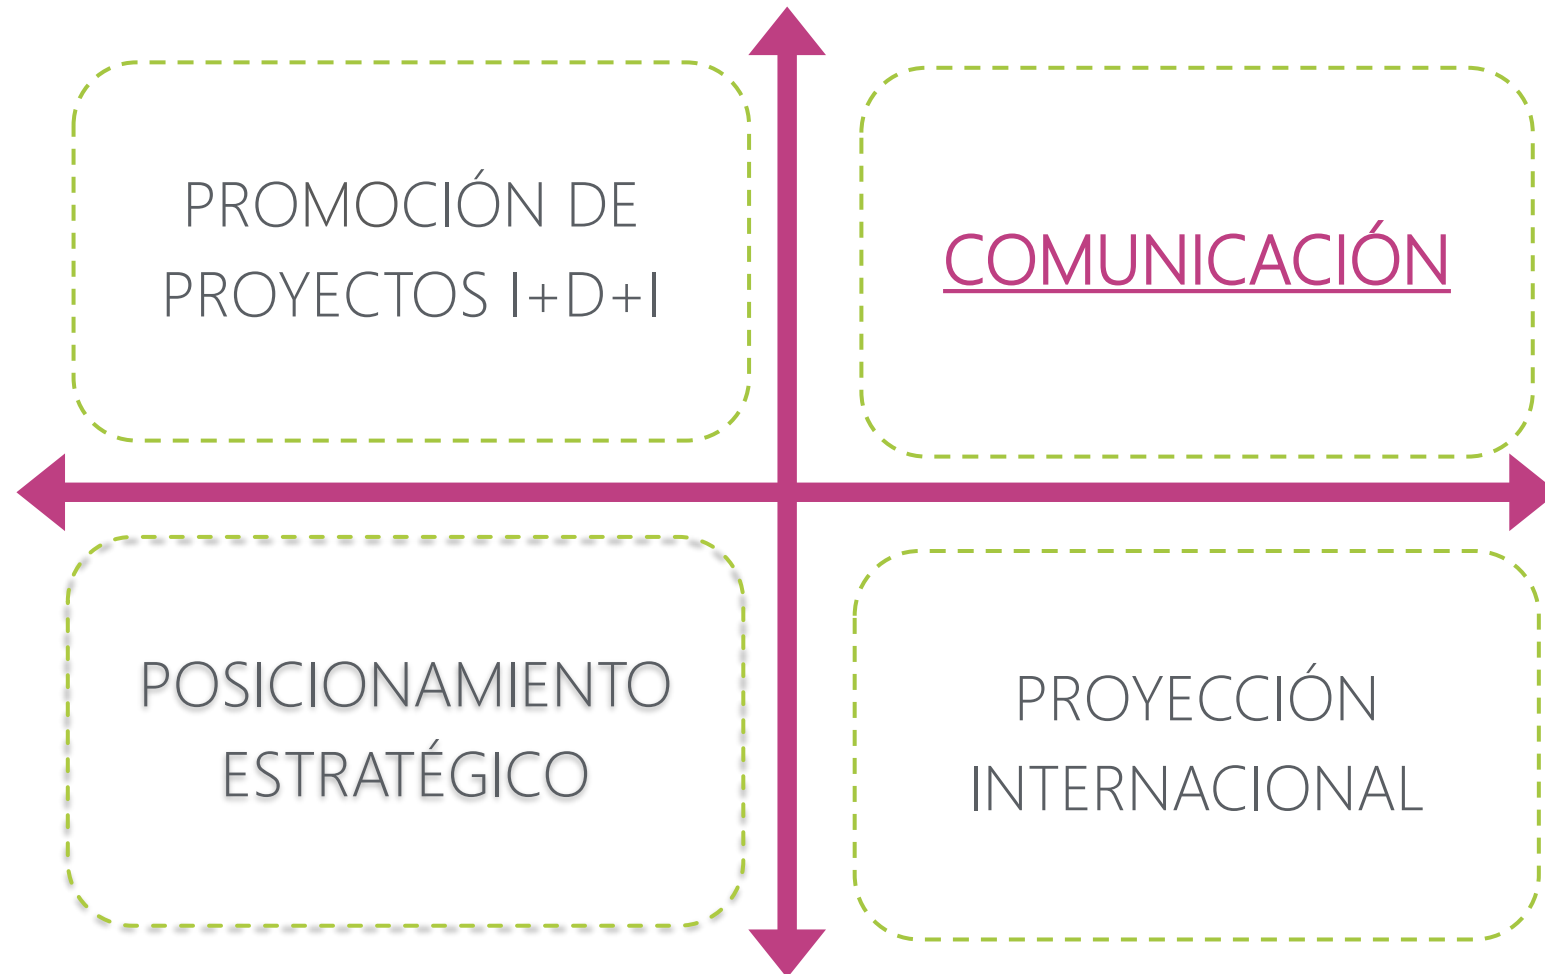 PROMOCIÓN DE
PROYECTOS I+D+I
COMUNICACIÓN
POSICIONAMIENTO
ESTRATÉGICO
PROYECCIÓN
INTERNACIONAL